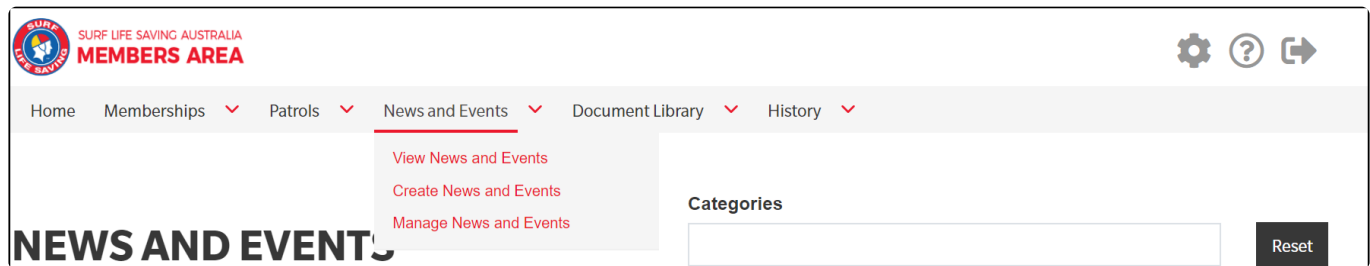 SURF
LIFE SAVING
SURF LIFE SAVING AUSTRALIA
MEMBERS AREA
Home Memberships Patrols News and Events Document Library History
View News and Events
Create News and Events
Manage News and Events
Categories
NEWS AND EVENTS
Reset